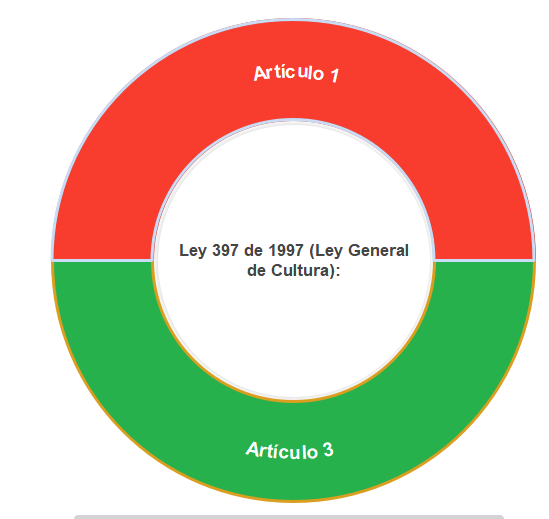 Artículo 1
Ley 397 de 1997 (Ley General
de Cultura):
Artículo 3